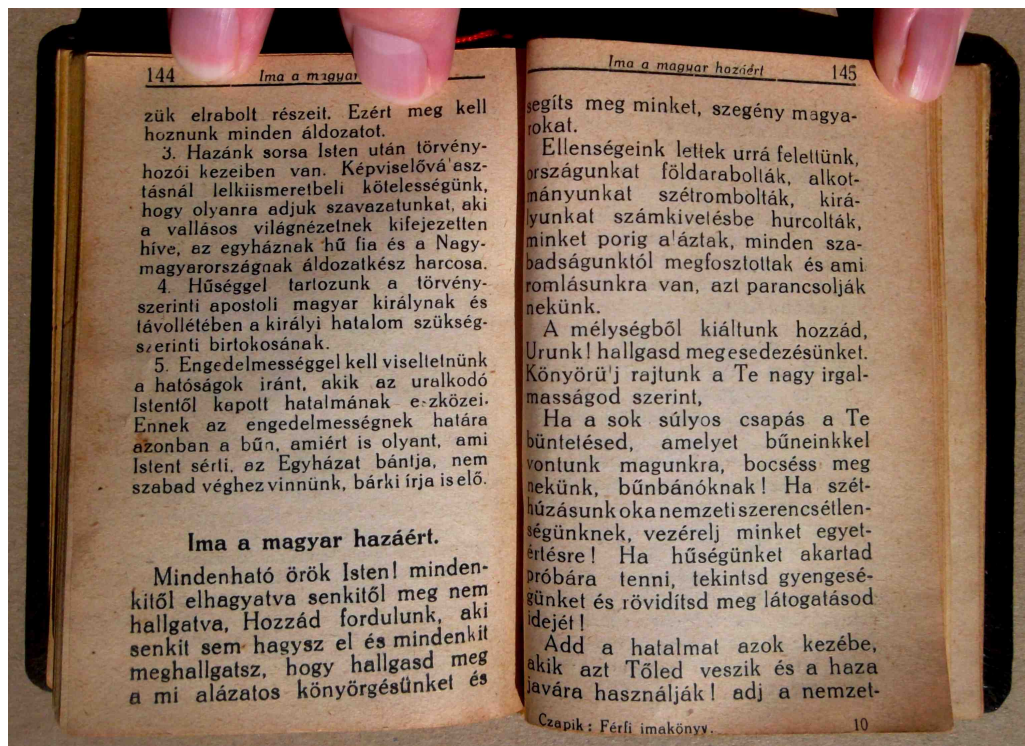 144 Ima a magyar
zük elrabolt részeit. Ezért meg kell
hoznunk minden áldozatot.
3. Hazánk sorsa Isten után törvény-
hozói kezeiben van. Képviselővá'asz-
tásnál lelkiismeretbeli kötelességünk,
hogy olyanra adjuk szavazatunkat, aki
a vallásos világnézetnek kifejezetten
híve, az egyháznak hű fia és a Nagy-
magyarországnak áldozatkész harcosa.
4. Hűséggel tartozunk a törvény-
szerinti apostoli magyar királynak és
távollétében a királyi hatalom szükség-
szerinti birtokosának.
5. Engedelmességgel kell viseltetnünk
a hatóságok iránt, akik az uralkodó
Istentől kapott hatalmának eszközei.
Ennek az engedelmességnek határa
azonban a bűn, amiért is olyant, ami
Istent sérti, az Egyházat bántja, nem
szabad véghez vinnünk, bárki írja is elő.
Ima a magyar hazáért.
Mindenható örök Isten! minden-
kitől elhagyatva senkitől meg nem
hallgatva, Hozzád fordulunk, aki
senkit sem hagysz el és mindenkit
meghallgatsz, hogy hallgasd meg
a mi alázatos könyörgésünket és
Ima a magyar hazáért 145
segíts meg minket, szegény magya-
rokat.
Ellenségeink lettek urrá felettünk,
országunkat földarabolták, alkot-
mányunkat szétrombolták, kirá-
lyunkat számkivetésbe hurcolták,
minket porig a'áztak, minden sza-
badságunktól megfosztottak és ami
romlásunkra van, azt parancsolják
nekünk.
A mélységből kiáltunk hozzád,
Urunk! hallgasd meg esedezésünket.
Könyörü'j rajtunk a Te nagy irgal-
masságod szerint,
Ha a sok súlyos csapás a Te
büntetésed, amelyet bűneinkkel
vontunk magunkra, bocséss meg
nekünk, bűnbánóknak! Ha szét-
húzásunk oka nemzeti szerencsétlen-
ségünknek, vezérelj minket egyet-
értésre! Ha hűségünket akartad
próbára tenni, tekintsd gyengesé-
günket és rövidítsd meg látogatásod
idejét!
Add a hatalmat azok kezébe,
akik azt Tőled veszik és a haza
javára használják! adj a nemzet-
Czapik: Férfi imakönyv. 10